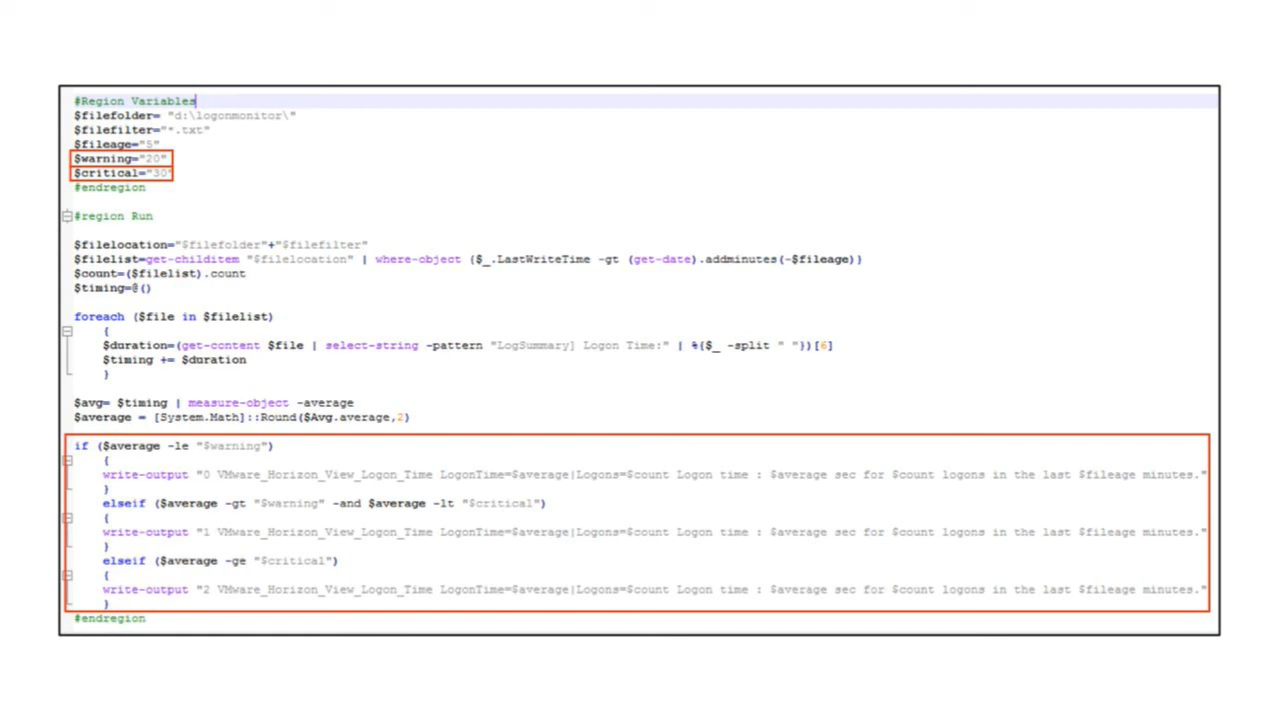 #Region Variables
$filefolder= "d:\logonmonitor\"
$filefilter="*.txt"
$fileage="5"
$warning="20"
$critical="30"
#endregion
#region Run
$filelocation="$filefolder"+"$filefilter"
$filelist=get-childitem "$filelocation" | where-object {$_.LastWriteTime -gt (get-date).addminutes(-$fileage)}
$count=($filelist).count
$timing=@()
foreach ($file in $filelist)
{
$duration=(get-content $file | select-string -pattern "LogSummary] Logon Time:" | %{$_ -split " "})[6]
$timing += $duration
}
$avg= $timing | measure-object -average
$average = [System.Math]::Round($Avg.average,2)
if ($average -le "$warning")
{
write-output "0 VMware_Horizon_View_Logon_Time LogonTime=$average|Logons=$count Logon time : $average sec for $count logons in the last $fileage minutes."
}
elseif ($average -gt "$warning" -and $average -lt "$critical")
{
write-output "1 VMware_Horizon_View_Logon_Time LogonTime=$average|Logons=$count Logon time : $average sec for $count logons in the last $fileage minutes."
}
elseif ($average -ge "$critical")
{
write-output "2 VMware_Horizon_View_Logon_Time LogonTime=$average|Logons=$count Logon time : $average sec for $count logons in the last $fileage minutes."
}
#endregion